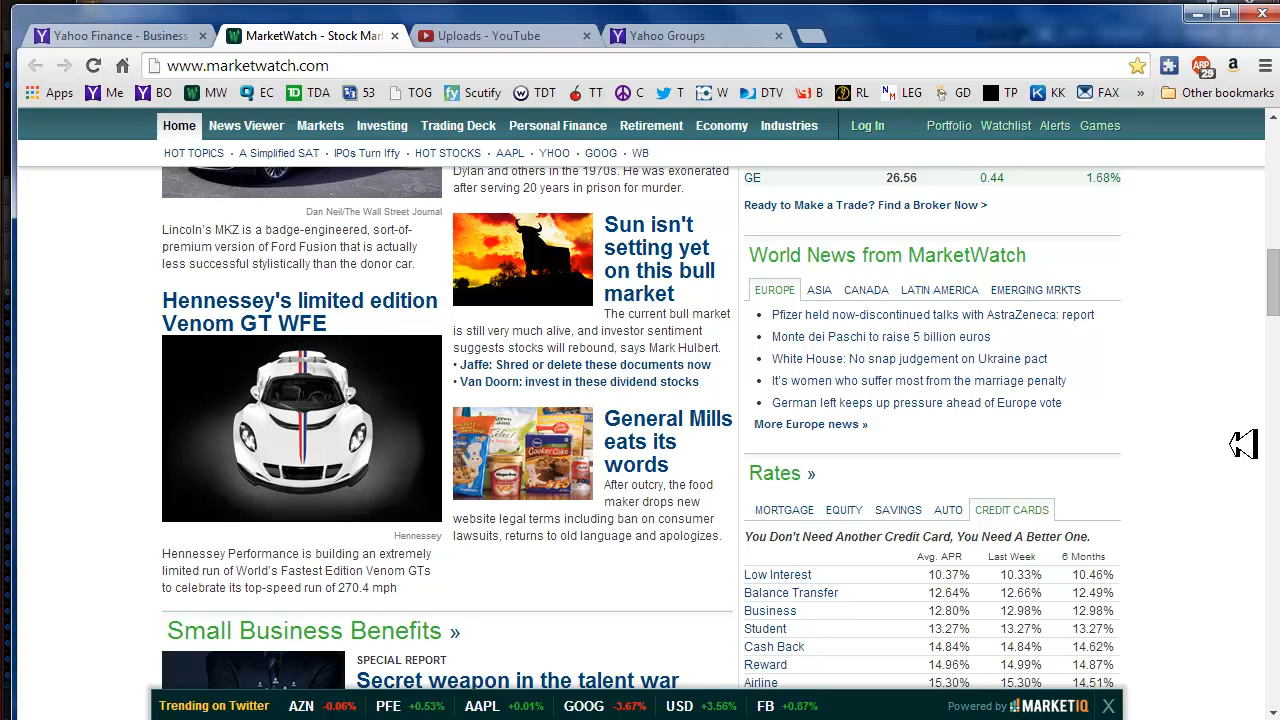 Yahoo Finance - Business
MarketWatch - Stock Mar
Uploads - YouTube
Yahoo Groups
www.marketwatch.com
ABP
29
Apps
Me
BO
MW
EC
TDA
53
TOG
Scutify
TDT
TT
C
T
W
DTV
B
RL
LEG
GD
TP
KK
FAX
»
Other bookmarks
Home
News Viewer
Markets
Investing
Trading Deck
Personal Finance
Retirement
Economy
Industries
Log In
Portfolio
Watchlist
Alerts
Games
HOT TOPICS · A Simplified SAT · IPOs Turn Iffy · HOT STOCKS · AAPL · YHOO · GOOG · WB
Dan Neil/The Wall Street Journal
Lincoln's MKZ is a badge-engineered, sort-of-
premium version of Ford Fusion that is actually
less successful stylistically than the donor car.
Hennessey's limited edition
Venom GT WFE
Hennessey
Hennessey Performance is building an extremely
limited run of World's Fastest Edition Venom GTs
to celebrate its top-speed run of 270.4 mph
Dylan and others in the 1970s. He was exonerated
after serving 20 years in prison for murder.
Sun isn't
setting yet
on this bull
market
The current bull market
is still very much alive, and investor sentiment
suggests stocks will rebound, says Mark Hulbert.
• Jaffe: Shred or delete these documents now
• Van Doorn: invest in these dividend stocks
General Mills
eats its
words
After outcry, the food
maker drops new
website legal terms including ban on consumer
lawsuits, returns to old language and apologizes.
Small Business Benefits »
SPECIAL REPORT
Secret weapon in the talent war
GE 26.56 0.44 1.68%
Ready to Make a Trade? Find a Broker Now >
World News from MarketWatch
EUROPE ASIA CANADA LATIN AMERICA EMERGING MRKTS
• Pfizer held now-discontinued talks with AstraZeneca: report
• Monte dei Paschi to raise 5 billion euros
• White House: No snap judgement on Ukraine pact
• It's women who suffer most from the marriage penalty
• German left keeps up pressure ahead of Europe vote
More Europe news »
Rates »
MORTGAGE EQUITY SAVINGS AUTO CREDIT CARDS
You Don't Need Another Credit Card, You Need A Better One.
Avg. APR Last Week 6 Months
Low Interest 10.37% 10.33% 10.46%
Balance Transfer 12.64% 12.66% 12.49%
Business 12.80% 12.98% 12.98%
Student 13.27% 13.27% 13.27%
Cash Back 14.84% 14.84% 14.62%
Reward 14.96% 14.99% 14.87%
Airline 15.30% 15.30% 14.51%
Trending on Twitter AZN -0.06% PFE +0.53% AAPL +0.01% GOOG -3.67% USD +3.56% FB +0.87% Powered by MARKETIQ X